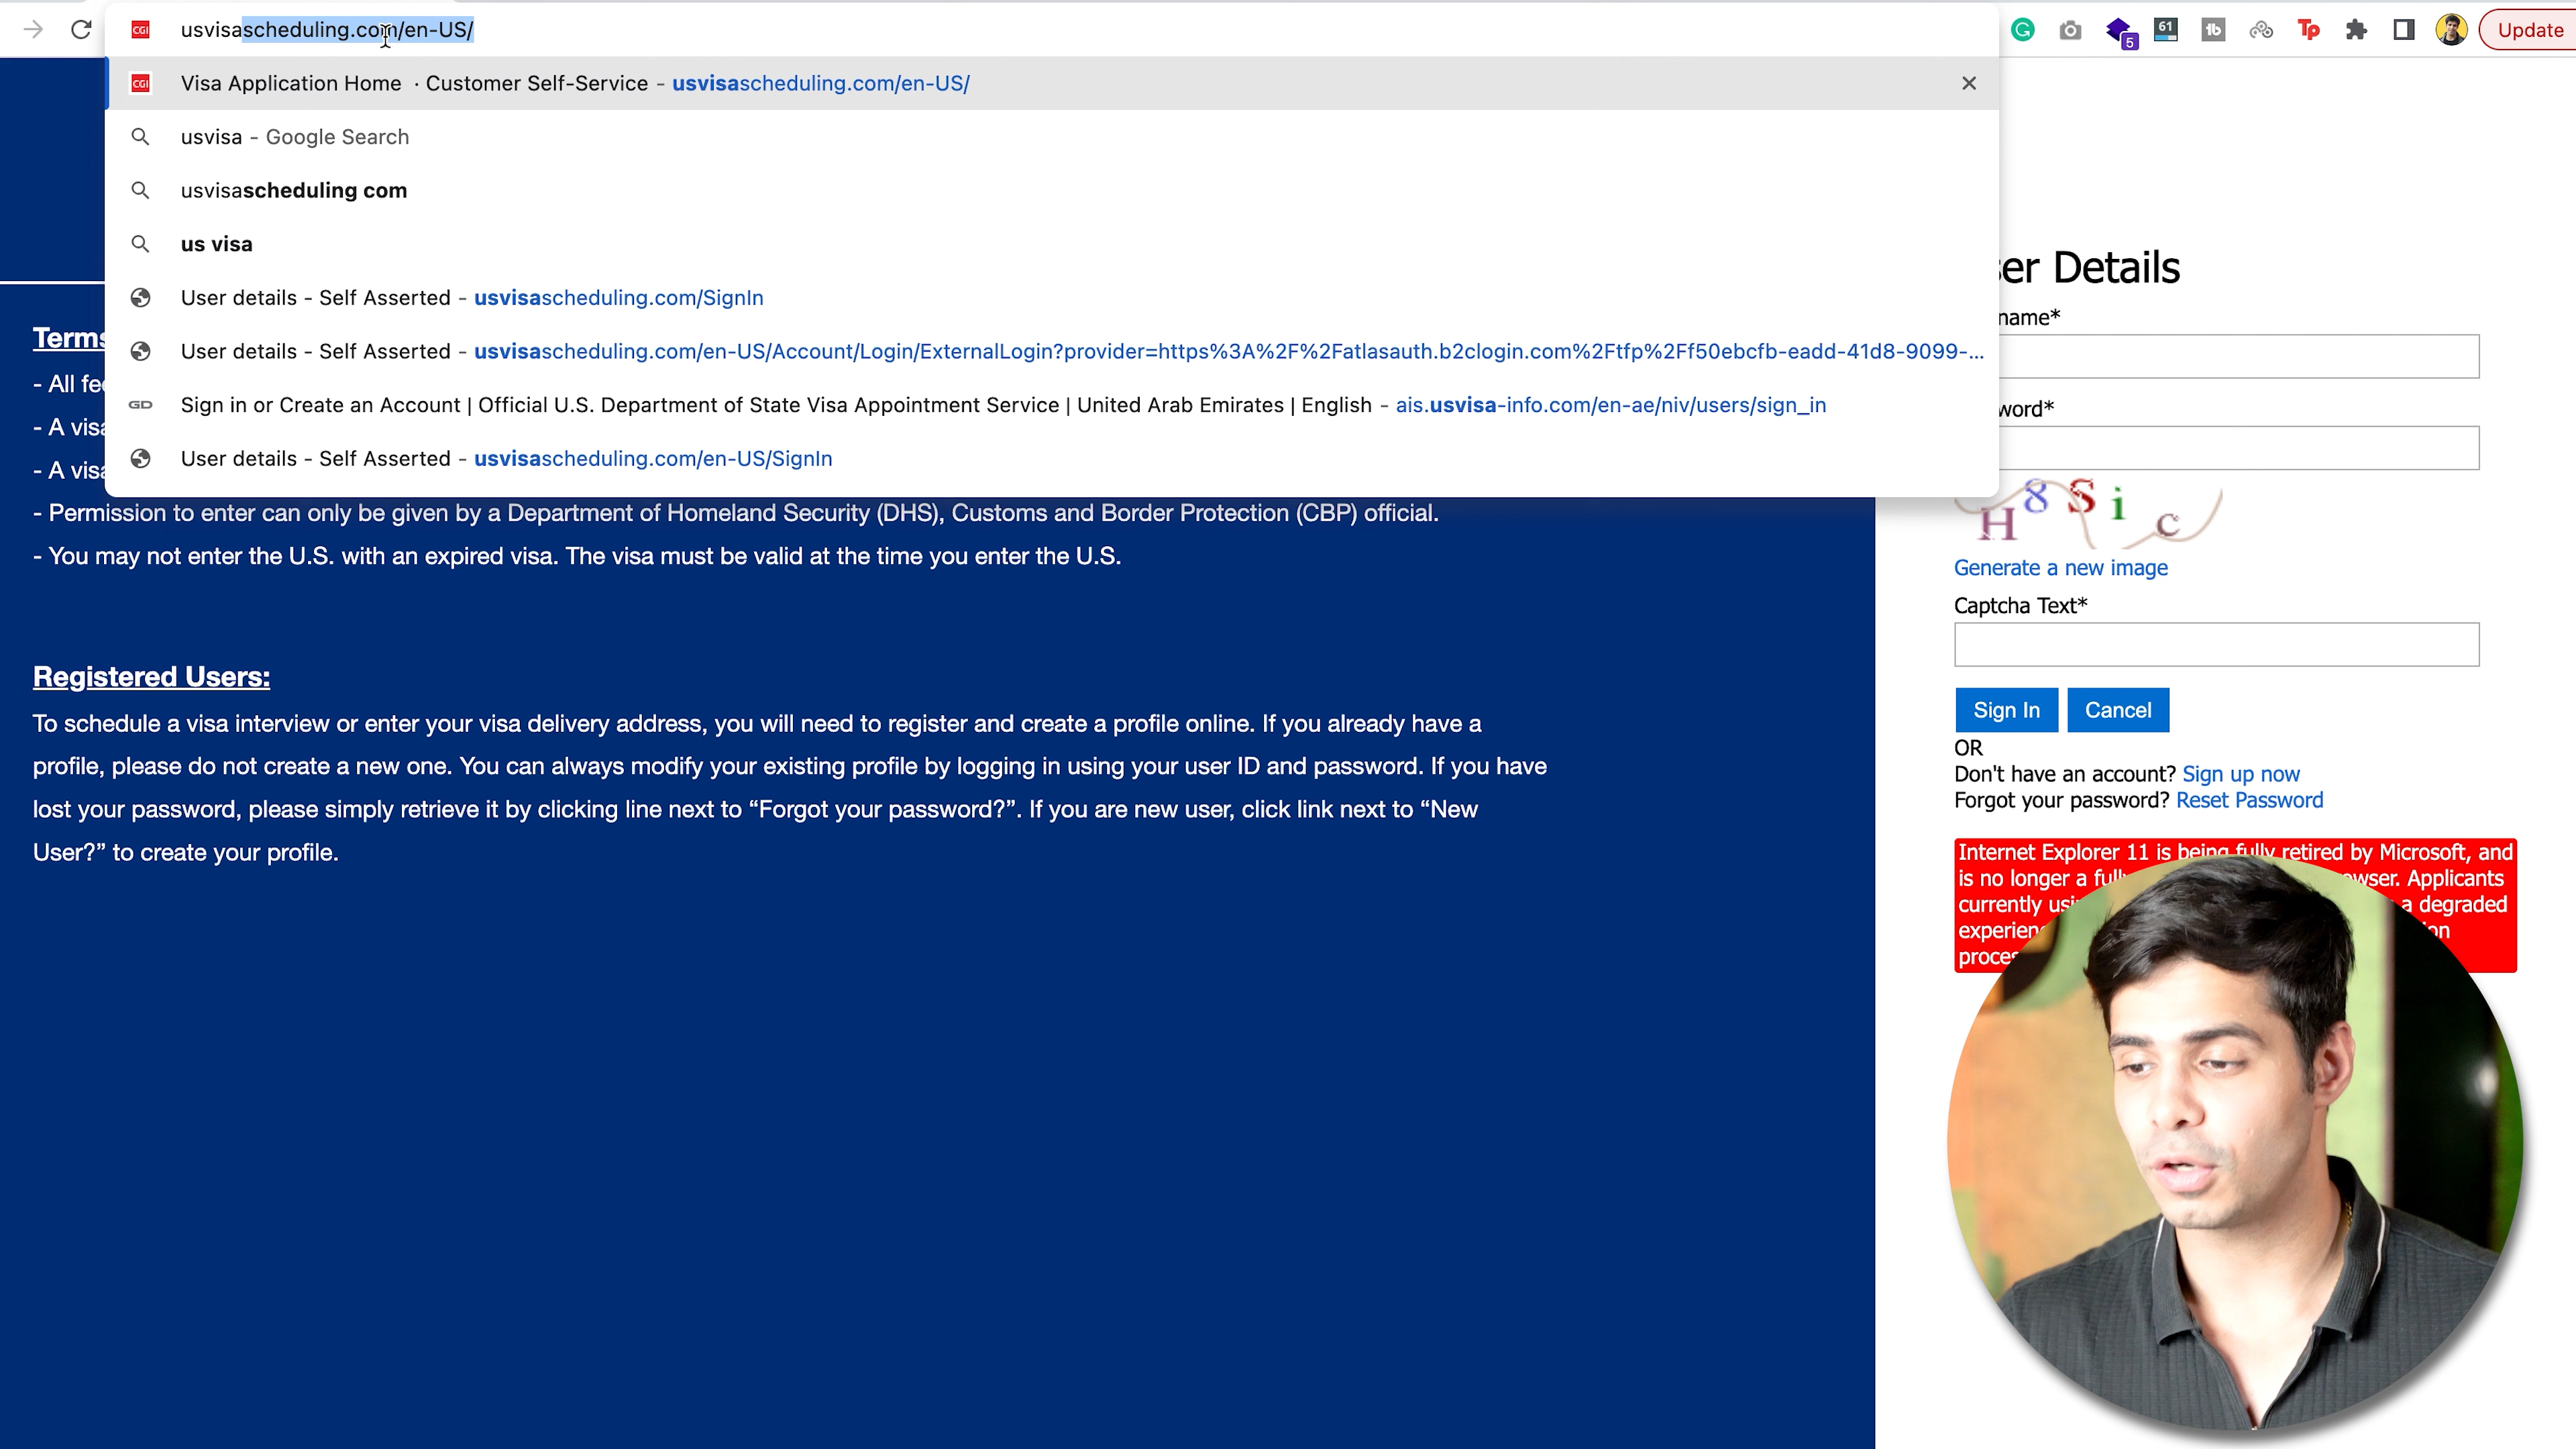 usvisascheduling.com/en-US/
Update
CGI
5
61
Tp
CGI Visa Application Home · Customer Self-Service – usvisascheduling.com/en-US/
usvisa – Google Search
usvisascheduling com
us visa
User details – Self Asserted – usvisascheduling.com/SignIn
User details – Self Asserted – usvisascheduling.com/en-US/Account/Login/ExternalLogin?provider=https%3A%2F%2Fatlasauth.b2clogin.com%2Ftfp%2Ff50ebcfb-eadd-41d8-9099-...
GD Sign in or Create an Account | Official U.S. Department of State Visa Appointment Service | United Arab Emirates | English – ais.usvisa-info.com/en-ae/niv/users/sign_in
User details – Self Asserted – usvisascheduling.com/en-US/SignIn
Terms
- All
- A
- A
- Permission to enter can only be given by a Department of Homeland Security (DHS), Customs and Border Protection (CBP) official.
- You may not enter the U.S. with an expired visa. The visa must be valid at the time you enter the U.S.
Registered Users:
To schedule a visa interview or enter your visa delivery address, you will need to register and create a profile online. If you already have a
profile, please do not create a new one. You can always modify your existing profile by logging in using your user ID and password. If you have
lost your password, please simply retrieve it by clicking line next to “Forgot your password?”. If you are new user, click link next to “New
User?” to create your profile.
er Details
name*
word*
H8Sic
Generate a new image
Captcha Text*
Sign In Cancel
OR
Don't have an account? Sign up now
Forgot your password? Reset Password
Internet Explorer 11 is being fully retired by Microsoft, and
is no longer a wser. Applicants
currently a degraded
on